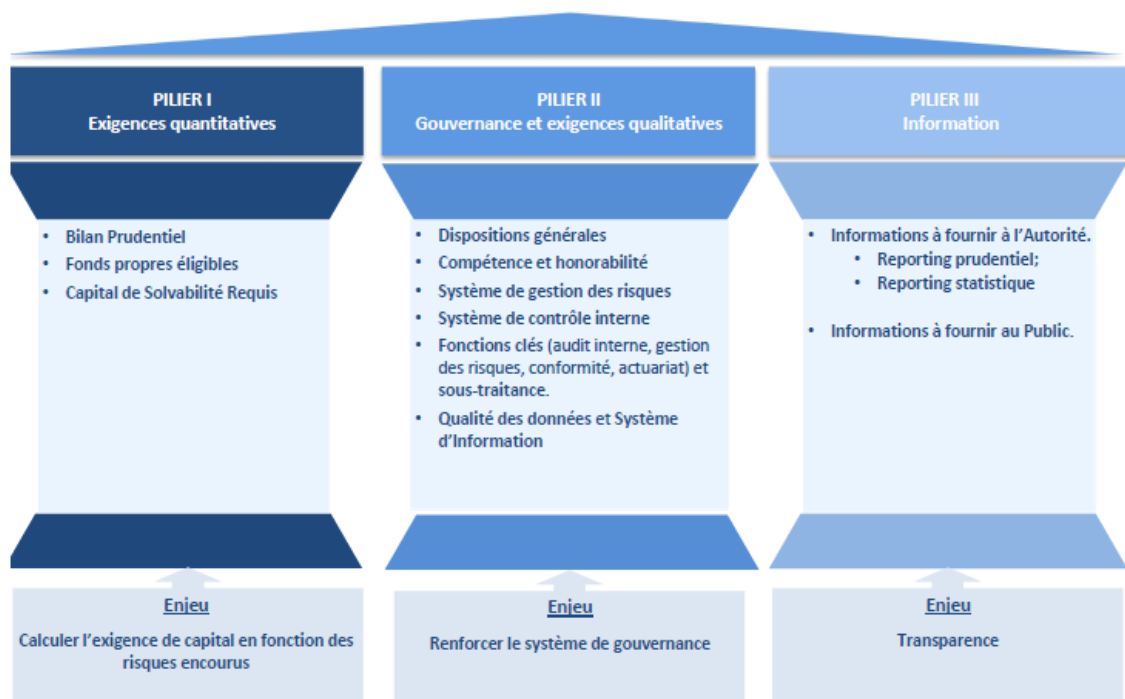 PILIER I
Exigences quantitatives
• Bilan Prudentiel
• Fonds propres éligibles
• Capital de Solvabilité Requis
Enjeu
Calculer l'exigence de capital en fonction des
risques encourus
PILIER II
Gouvernance et exigences qualitatives
• Dispositions générales
• Compétence et honorabilité
• Système de gestion des risques
• Système de contrôle interne
• Fonctions clés (audit interne, gestion
des risques, conformité, actuariat) et
sous-traitance.
• Qualité des données et Système
d'Information
Enjeu
Renforcer le système de gouvernance
PILIER III
Information
• Informations à fournir à l'Autorité.
• Reporting prudentiel;
• Reporting statistique
• Informations à fournir au Public.
Enjeu
Transparence